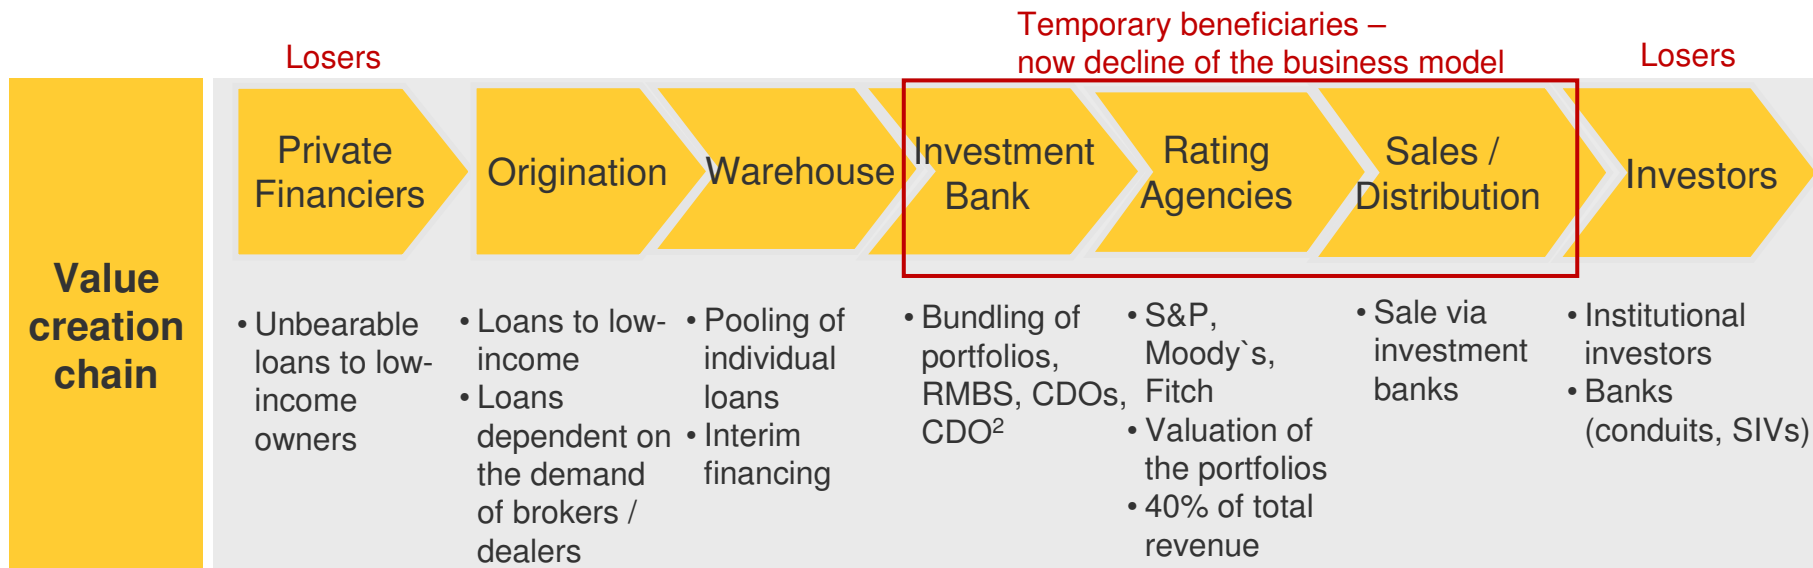 Temporary beneficiaries –
now decline of the business model
Losers
Losers
Value
creation
chain
Private
Financiers
Origination
Warehouse
Investment
Bank
Rating
Agencies
Sales /
Distribution
Investors
• Unbearable
loans to low-
income
owners
• Loans to low-
income
• Loans
dependent on
the demand
of brokers /
dealers
• Pooling of
individual
loans
• Interim
financing
• Bundling of
portfolios,
RMBS, CDOs,
CDO²
• S&P,
Moody`s,
Fitch
• Valuation of
the portfolios
• 40% of total
revenue
• Sale via
investment
banks
• Institutional
investors
• Banks
(conduits, SIVs)